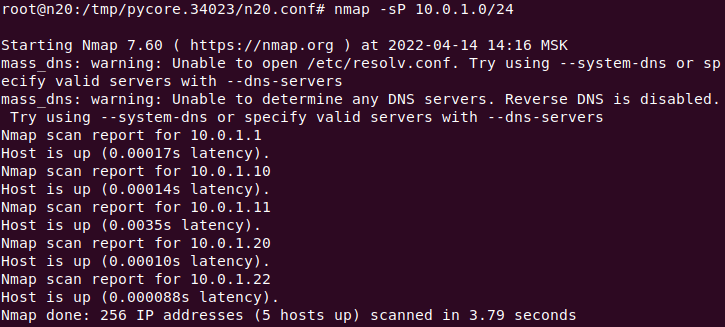 root@n20:/tmp/pycore.34023/n20.conf# nmap -sP 10.0.1.0/24
Starting Nmap 7.60 ( https://nmap.org ) at 2022-04-14 14:16 MSK
mass_dns: warning: Unable to open /etc/resolv.conf. Try using --system-dns or sp
ecify valid servers with --dns-servers
mass_dns: warning: Unable to determine any DNS servers. Reverse DNS is disabled.
 Try using --system-dns or specify valid servers with --dns-servers
Nmap scan report for 10.0.1.1
Host is up (0.00017s latency).
Nmap scan report for 10.0.1.10
Host is up (0.00014s latency).
Nmap scan report for 10.0.1.11
Host is up (0.0035s latency).
Nmap scan report for 10.0.1.20
Host is up (0.00010s latency).
Nmap scan report for 10.0.1.22
Host is up (0.000088s latency).
Nmap done: 256 IP addresses (5 hosts up) scanned in 3.79 seconds